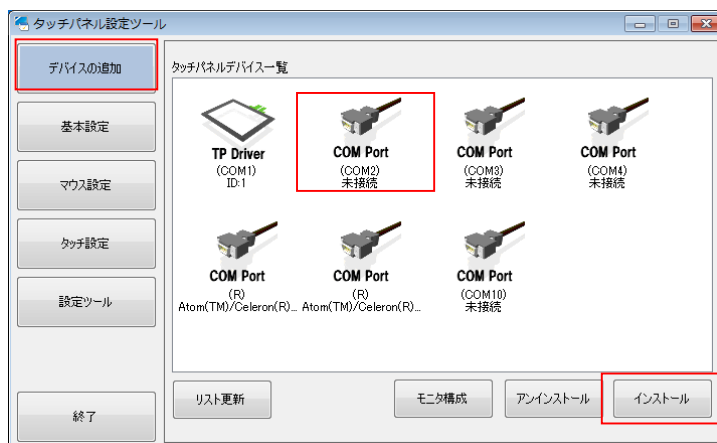 タッチパネル設定ツール
デバイスの追加
基本設定
マウス設定
タッチ設定
設定ツール
終了
タッチパネルデバイス一覧
TP Driver
(COM1)
ID:1
COM Port
(COM2)
未接続
COM Port
(COM3)
未接続
COM Port
(COM4)
未接続
COM Port
(R)
Atom(TM)/Celeron(R)...
COM Port
(R)
Atom(TM)/Celeron(R)...
COM Port
(COM10)
未接続
リスト更新
モニタ構成
アンインストール
インストール